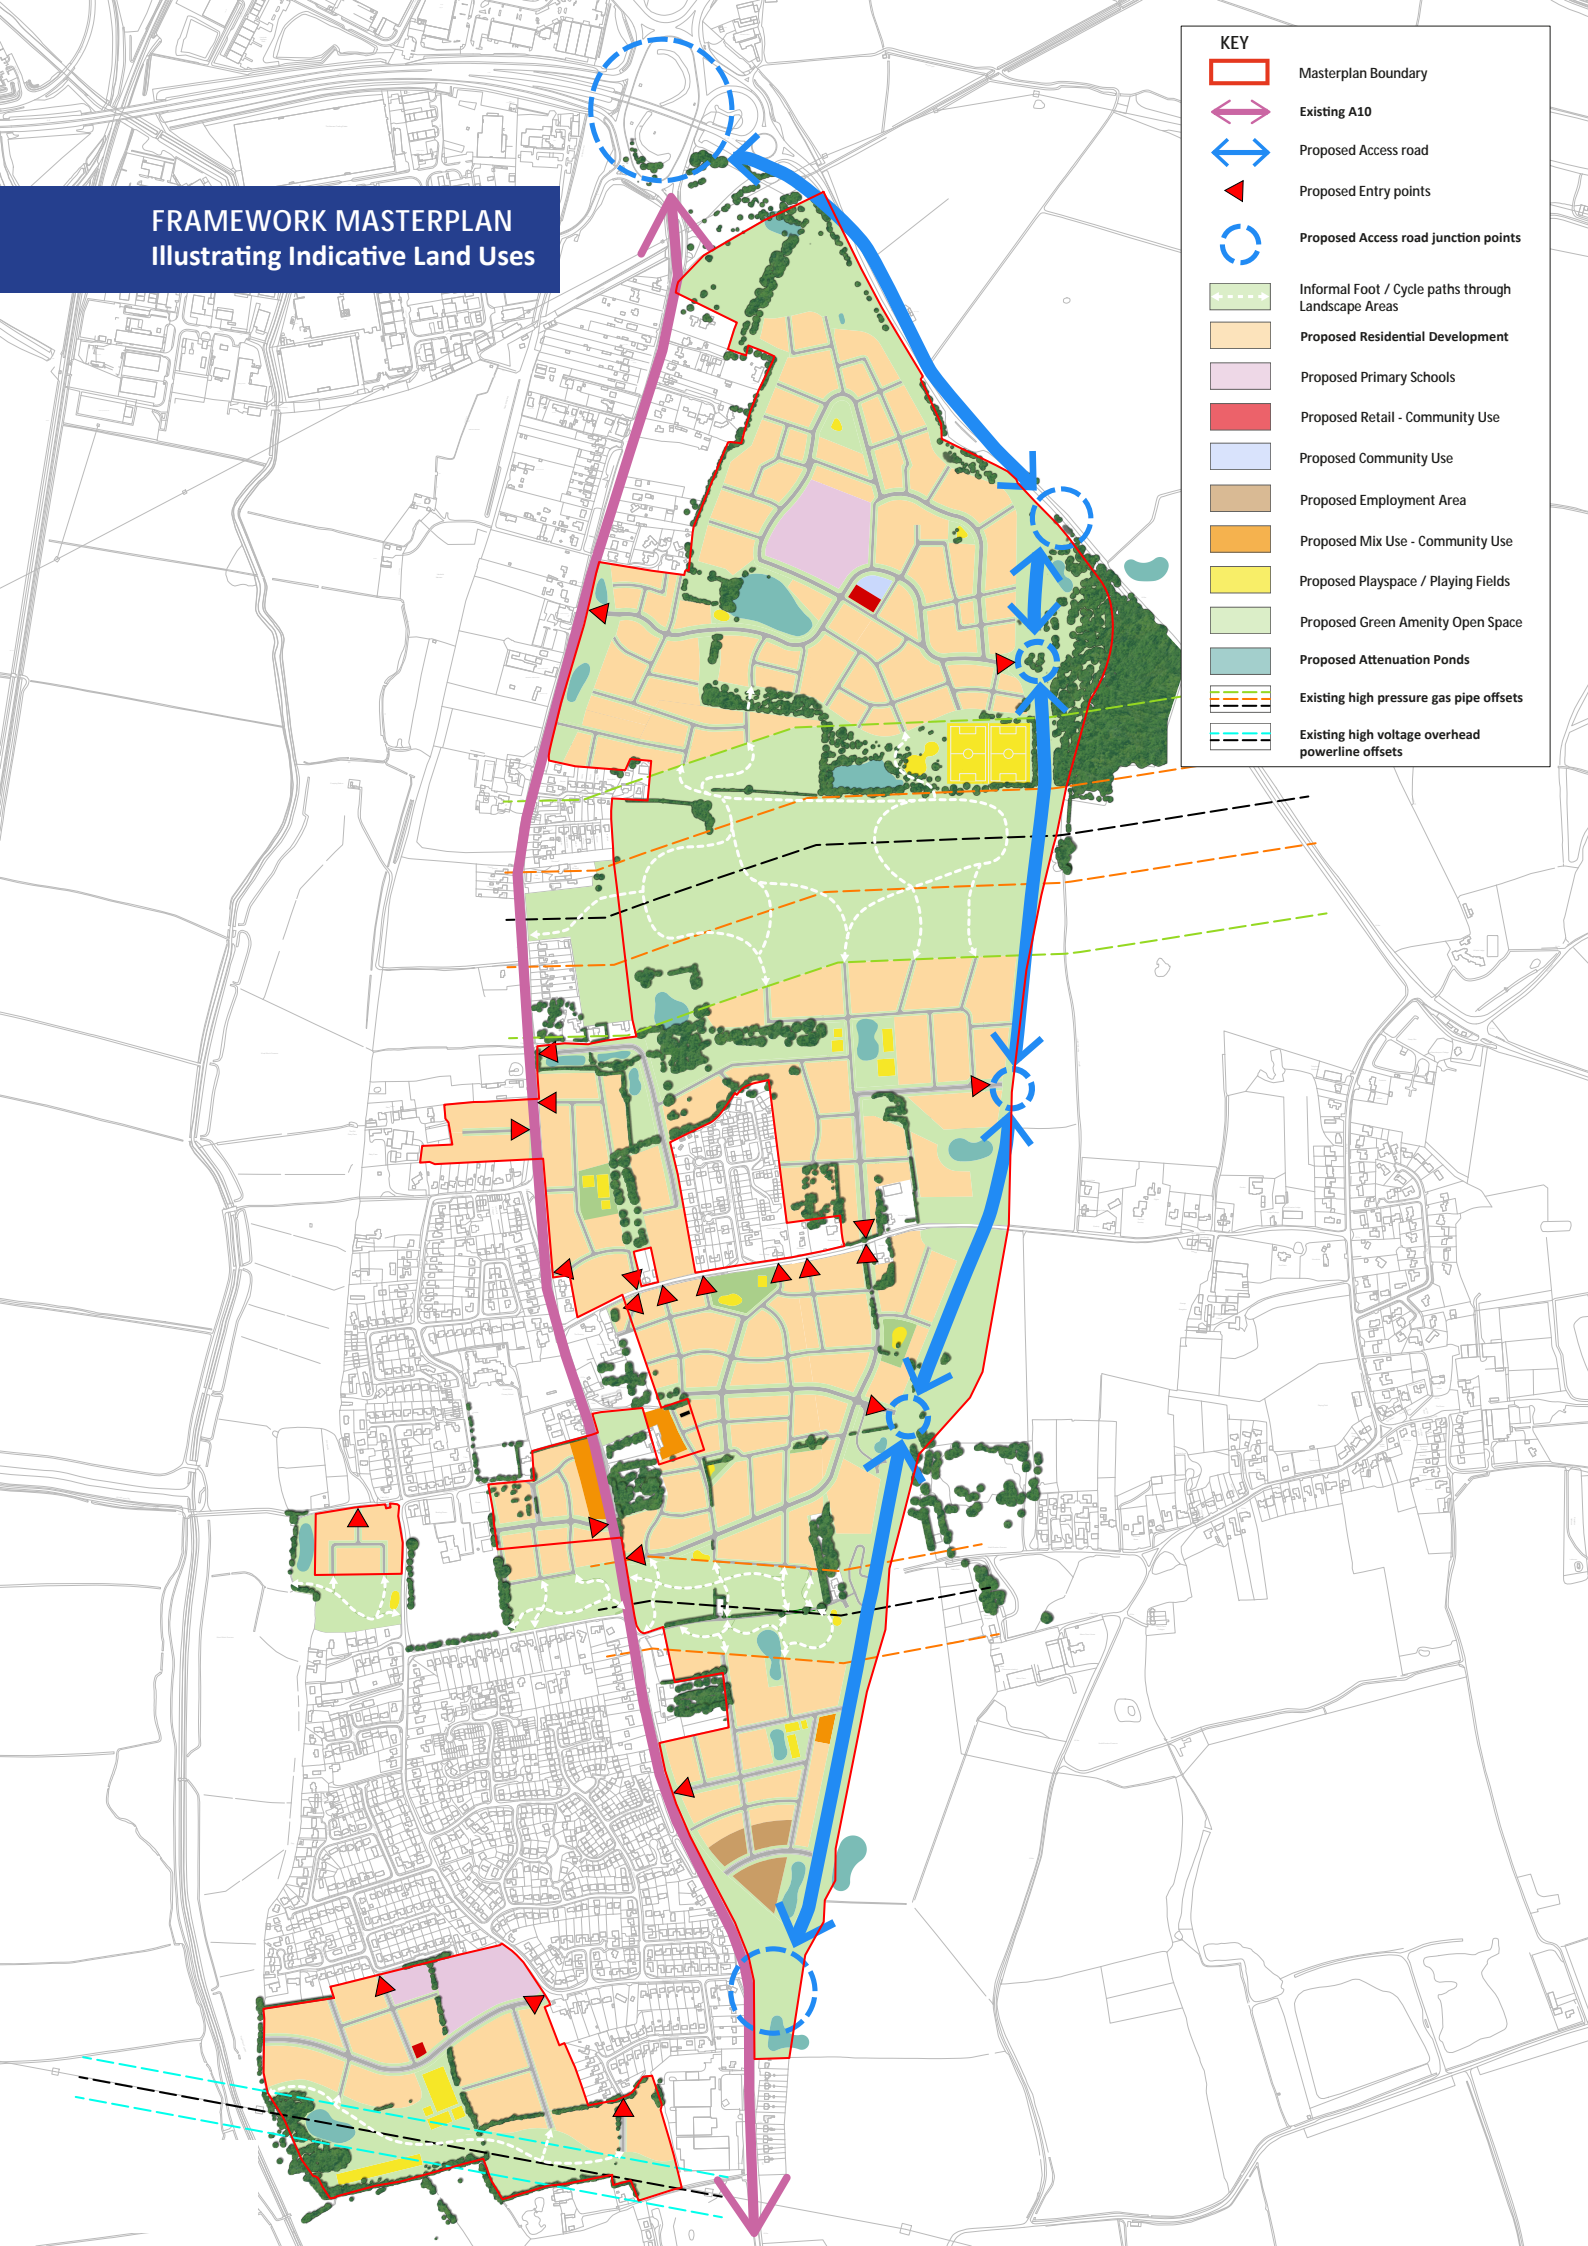 FRAMEWORK MASTERPLAN
Illustrating Indicative Land Uses
KEY
Masterplan Boundary
Existing A10
Proposed Access road
Proposed Entry points
Proposed Access road junction points
Informal Foot / Cycle paths through
Landscape Areas
Proposed Residential Development
Proposed Primary Schools
Proposed Retail - Community Use
Proposed Community Use
Proposed Employment Area
Proposed Mix Use - Community Use
Proposed Playspace / Playing Fields
Proposed Green Amenity Open Space
Proposed Attenuation Ponds
Existing high pressure gas pipe offsets
Existing high voltage overhead
powerline offsets